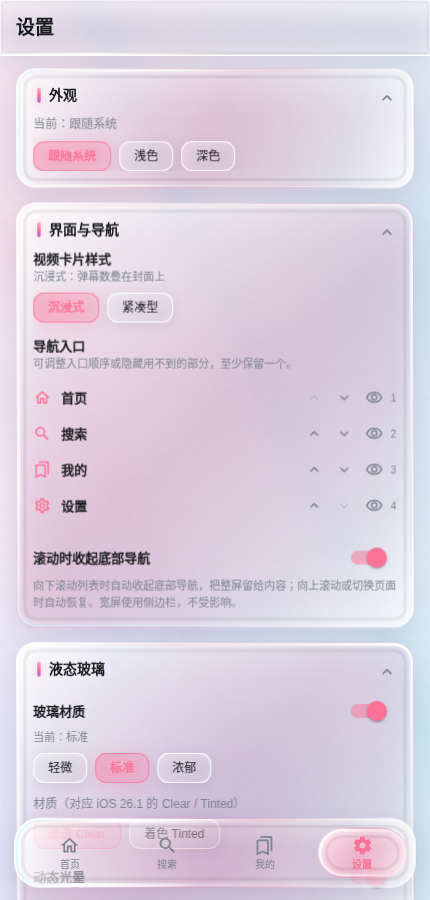 设置
外观
当前：跟随系统
跟随系统 浅色 深色
界面与导航
视频卡片样式
沉浸式：弹幕数叠在封面上
沉浸式 紧凑型
导航入口
可调整入口顺序或隐藏用不到的部分，至少保留一个。
首页 1
搜索 2
我的 3
设置 4
滚动时收起底部导航
向下滚动列表时自动收起底部导航，把整屏留给内容；向上滚动或切换页面
时自动恢复。宽屏使用侧边栏，不受影响。
液态玻璃
玻璃材质
当前：标准
轻微 标准 浓郁
材质（对应 iOS 26.1 的 Clear / Tinted）
通透 Clear 着色 Tinted
首页 搜索 我的 设置
动态光晕